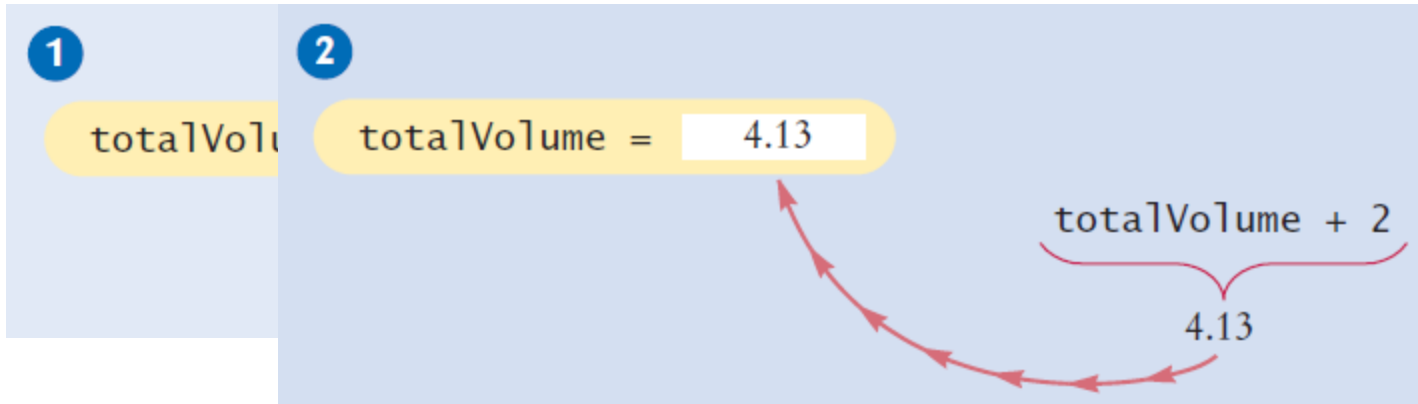 1
totalVolu
2
totalVolume = 4.13
totalVolume + 2
4.13